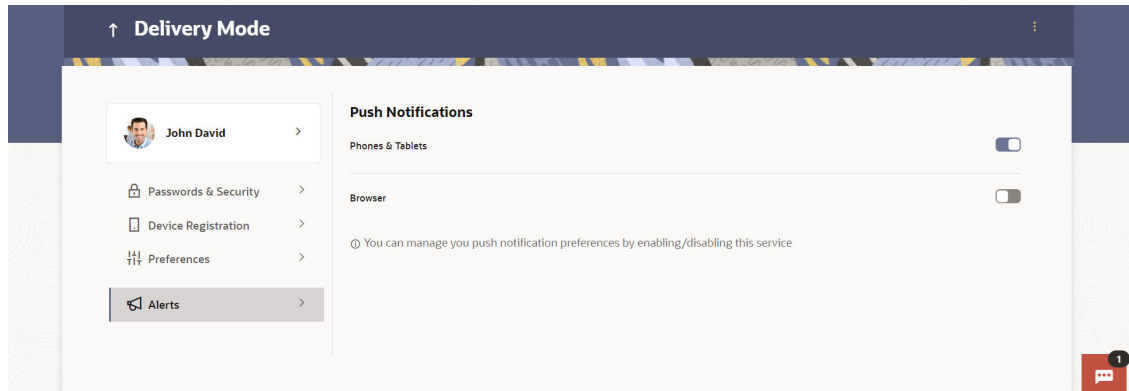 Delivery Mode
John David
Passwords & Security
Device Registration
Preferences
Alerts
Push Notifications
Phones & Tablets
Browser
You can manage you push notification preferences by enabling/disabling this service
1